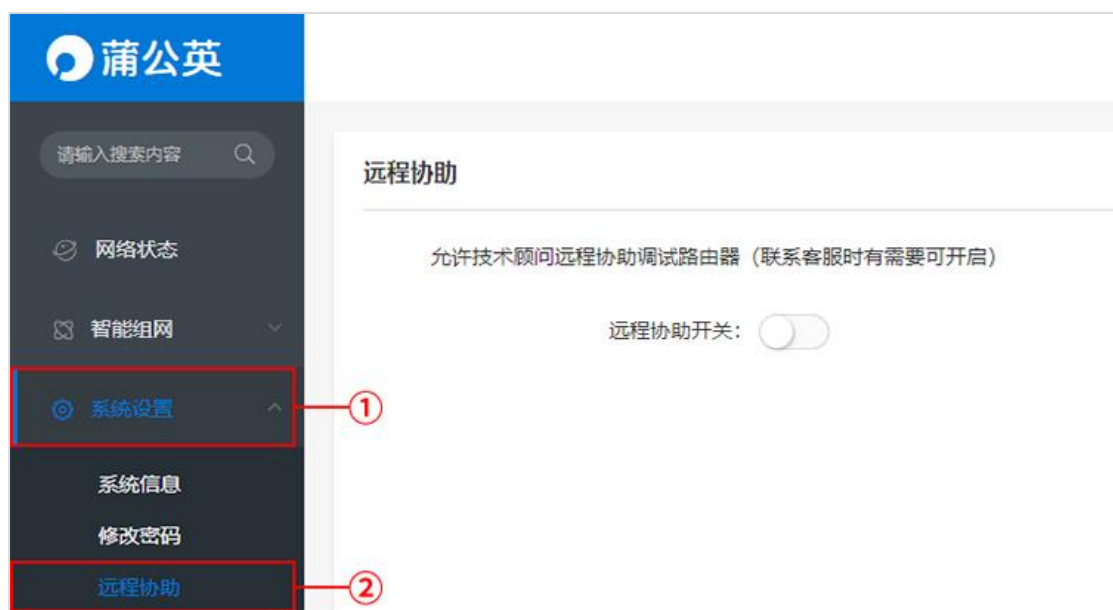 蒲公英
请输入搜索内容
网络状态
智能组网
系统设置
①
系统信息
修改密码
远程协助
②
远程协助
允许技术顾问远程协助调试路由器（联系客服时有需要可开启）
远程协助开关：